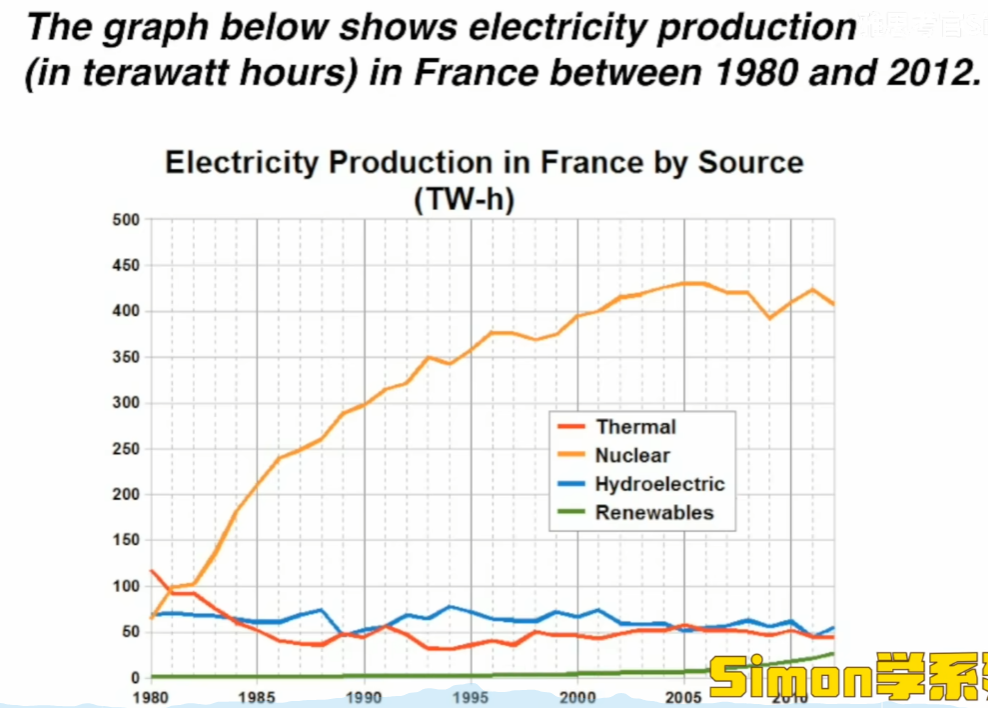 The graph below shows electricity production
(in terawatt hours) in France between 1980 and 2012.
Electricity Production in France by Source
(TW-h)
500
450
400
350
300
250
200
150
100
50
0
Thermal
Nuclear
Hydroelectric
Renewables
1980
1985
1990
1995
2000
2005
2010
Simon学系